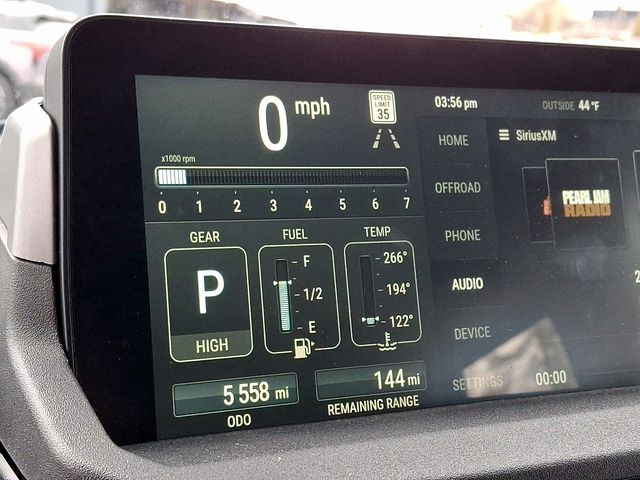 0 mph
SPEED
LIMIT
35
x1000 rpm
0 1 2 3 4 5 6 7
GEAR
P
HIGH
FUEL
F
1/2
E
TEMP
266°
194°
122°
5 558 mi
ODO
144 mi
REMAINING RANGE
03:56 pm
OUTSIDE 44 °F
HOME
OFFROAD
PHONE
AUDIO
DEVICE
SETTINGS
SiriusXM
PEARL JAM
RADIO
00:00